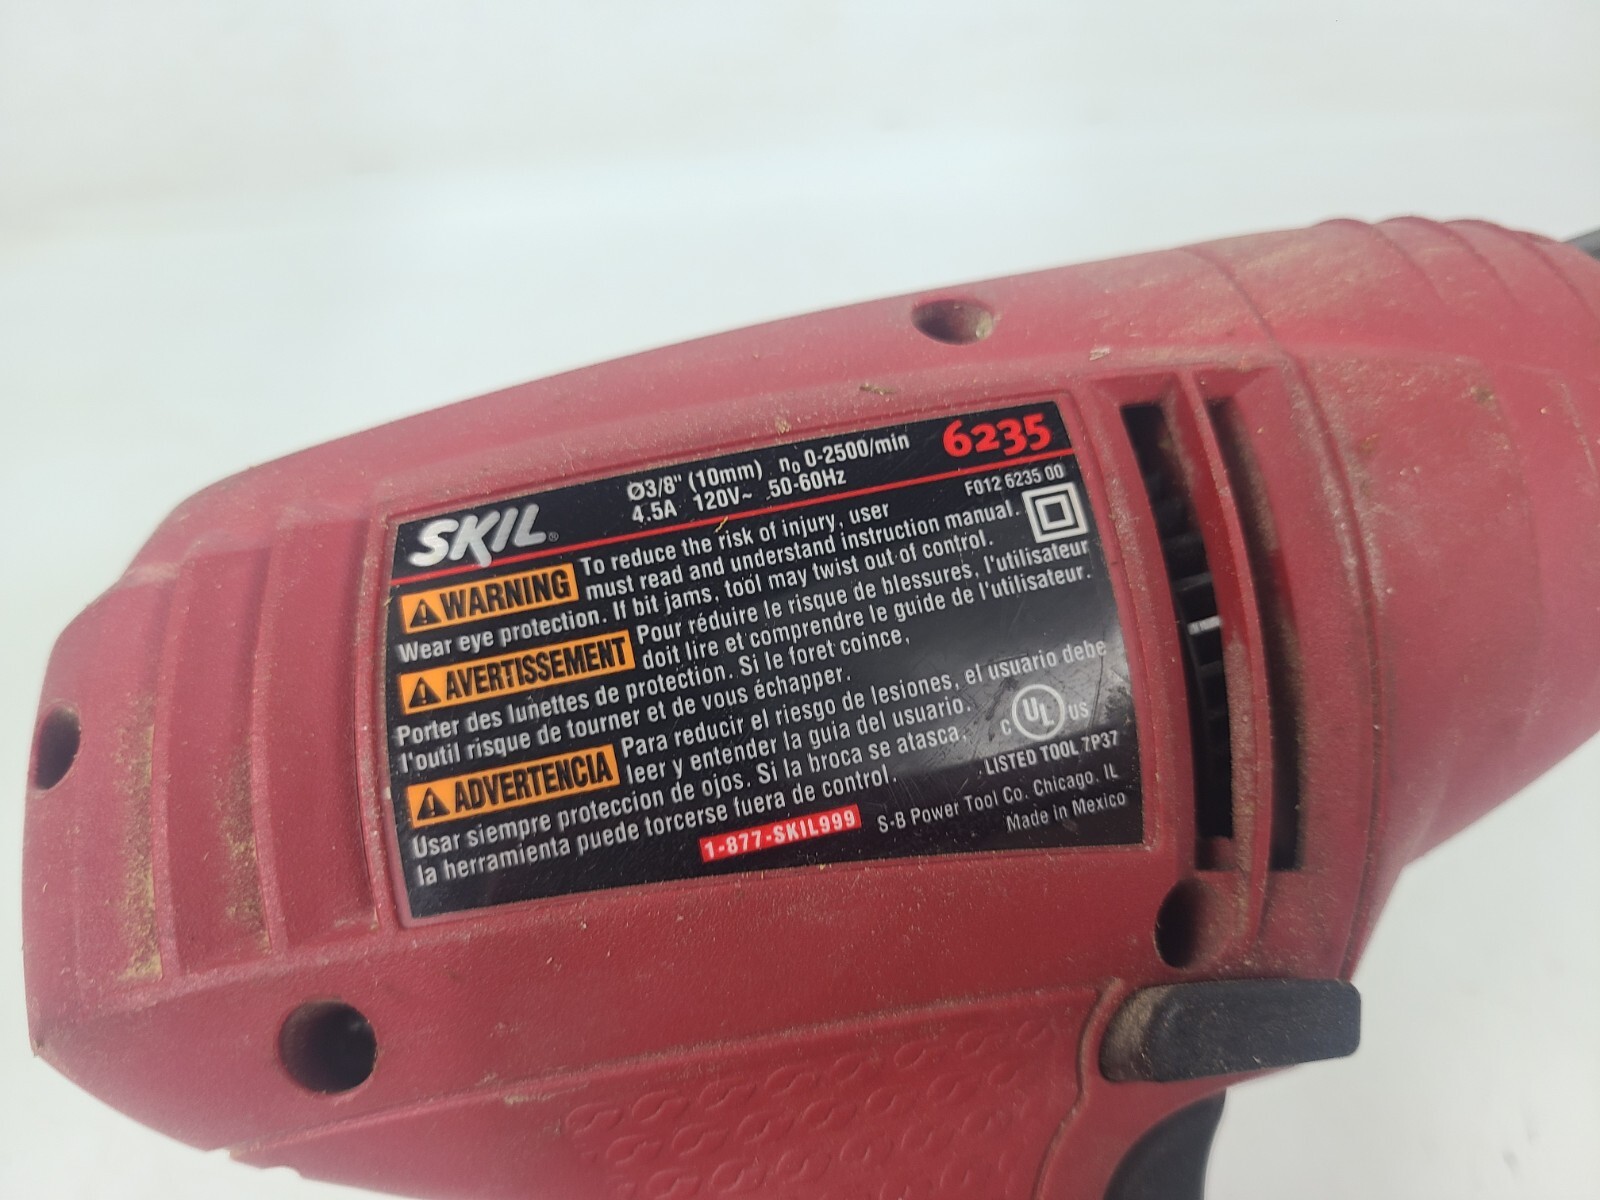 SKIL®
Ø3/8" (10mm) n₀ 0-2500/min
4.5A 120V~ 50-60Hz
6235
F012 6235 00
⚠WARNING To reduce the risk of injury, user
must read and understand instruction manual.
Wear eye protection. If bit jams, tool may twist out of control.
⚠AVERTISSEMENT Pour réduire le risque de blessures, l'utilisateur
doit lire et comprendre le guide de l'utilisateur.
Porter des lunettes de protection. Si le foret coince,
l'outil risque de tourner et de vous échapper.
⚠ADVERTENCIA Para reducir el riesgo de lesiones, el usuario debe
leer y entender la guia del usuario.
Usar siempre proteccion de ojos. Si la broca se atasca,
la herramienta puede torcerse fuera de control.
C UL US
LISTED TOOL 7P37
1-877-SKIL999
S-B Power Tool Co. Chicago. IL
Made in Mexico